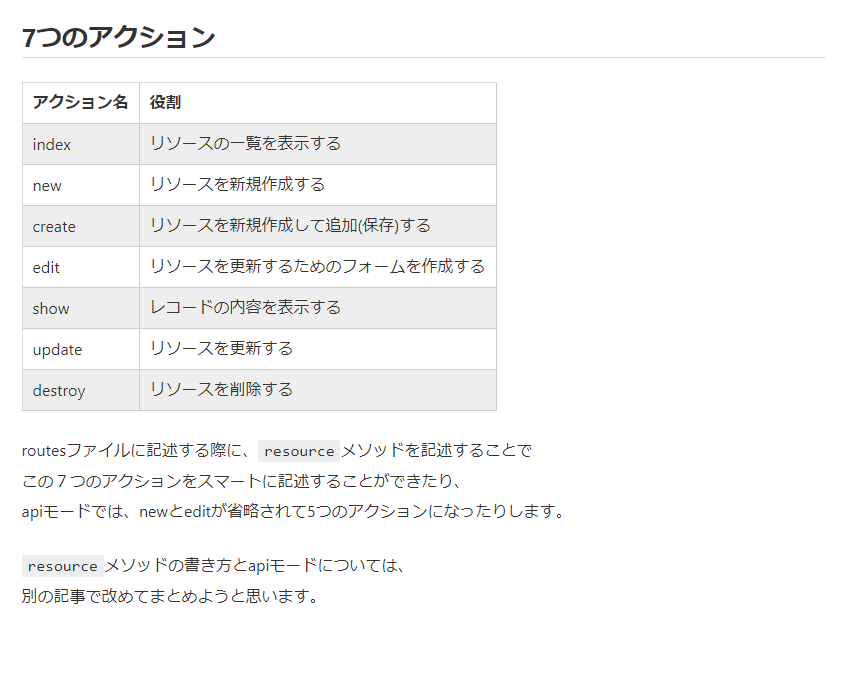 7つのアクション
アクション名 役割
index リソースの一覧を表示する
new リソースを新規作成する
create リソースを新規作成して追加(保存)する
edit リソースを更新するためのフォームを作成する
show レコードの内容を表示する
update リソースを更新する
destroy リソースを削除する
routesファイルに記述する際に、resourceメソッドを記述することで
この７つのアクションをスマートに記述することができたり、
apiモードでは、newとeditが省略されて5つのアクションになったりします。
resourceメソッドの書き方とapiモードについては、
別の記事で改めてまとめようと思います。